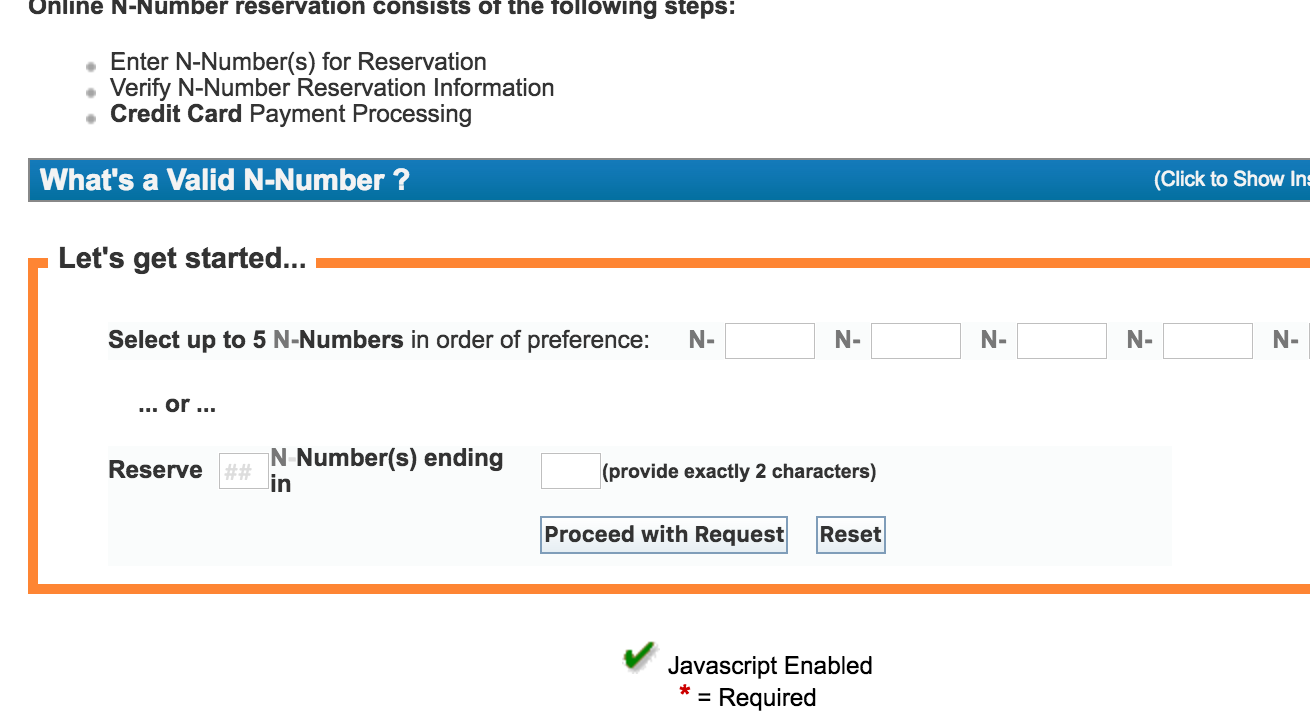 Online N-Number reservation consists of the following steps:
Enter N-Number(s) for Reservation
Verify N-Number Reservation Information
Credit Card Payment Processing
What's a Valid N-Number ?
(Click to Show Ins
Let's get started...
Select up to 5 N-Numbers in order of preference: N- N- N- N- N-
... or ...
Reserve ## N-Number(s) ending
in
(provide exactly 2 characters)
Proceed with Request Reset
Javascript Enabled
* = Required